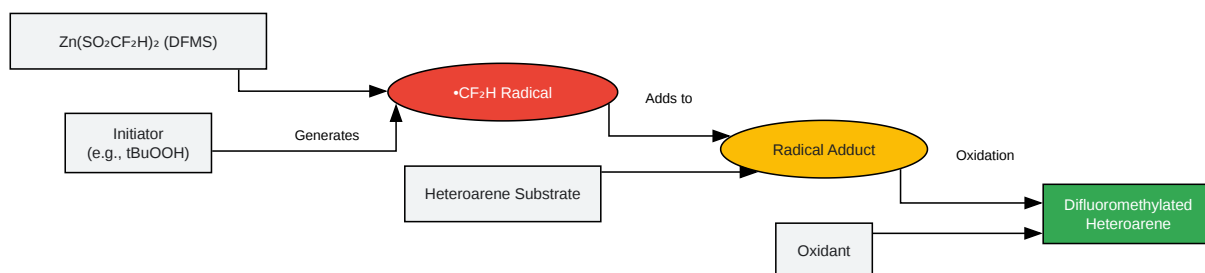 Zn(SO₂CF₂H)₂ (DFMS)
•CF₂H Radical
Adds to
Initiator
(e.g., tBuOOH)
Generates
Radical Adduct
Oxidation
Heteroarene Substrate
Difluoromethylated
Heteroarene
Oxidant